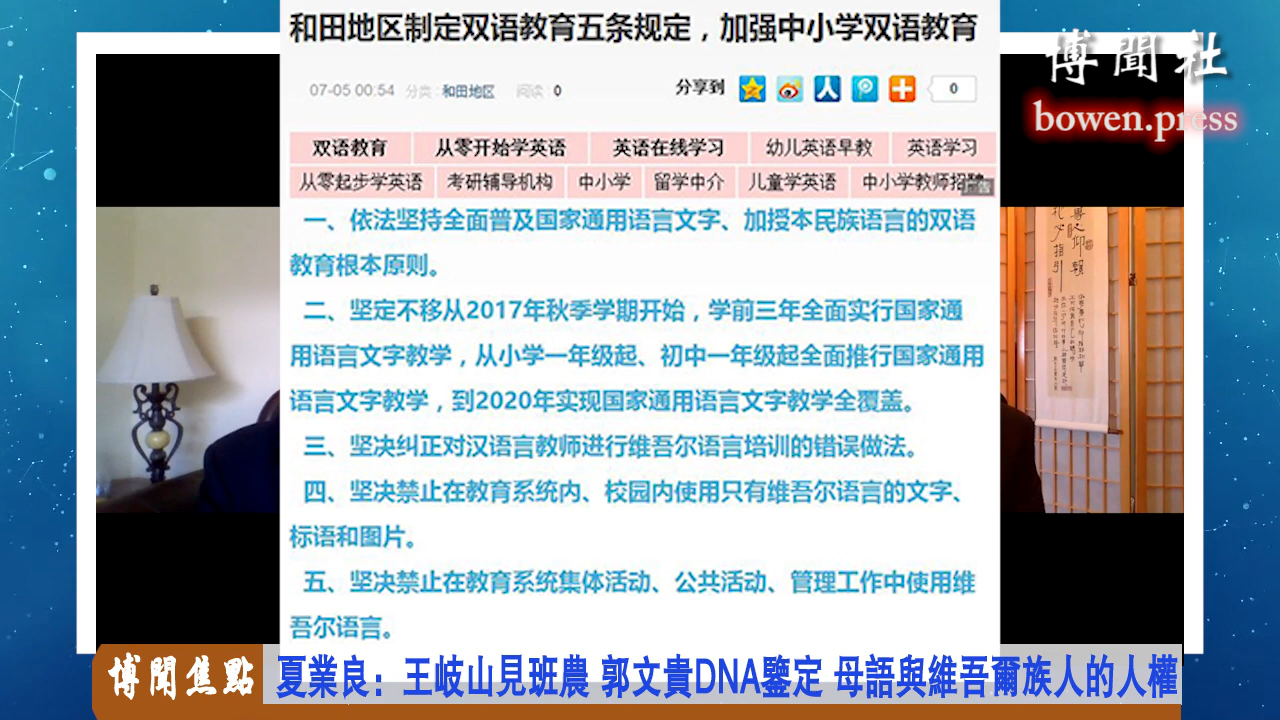 和田地区制定双语教育五条规定，加强中小学双语教育
博聞社
bowen.press
07-05 00:54 分类：和田地区 阅读：0 分享到 0
双语教育 从零开始学英语 英语在线学习 幼儿英语早教 英语学习
从零起步学英语 考研辅导机构 中小学 留学中介 儿童学英语 中小学教师招聘
广告
一、依法坚持全面普及国家通用语言文字、加授本民族语言的双语
教育根本原则。
二、坚定不移从2017年秋季学期开始，学前三年全面实行国家通
用语言文字教学，从小学一年级起、初中一年级起全面推行国家通用
语言文字教学，到2020年实现国家通用语言文字教学全覆盖。
三、坚决纠正对汉语言教师进行维吾尔语言培训的错误做法。
四、坚决禁止在教育系统内、校园内使用只有维吾尔语言的文字、
标语和图片。
五、坚决禁止在教育系统集体活动、公共活动、管理工作中使用维
吾尔语言。
博聞焦點
夏業良：王岐山見班農 郭文貴DNA鑒定 母語與維吾爾族人的人權